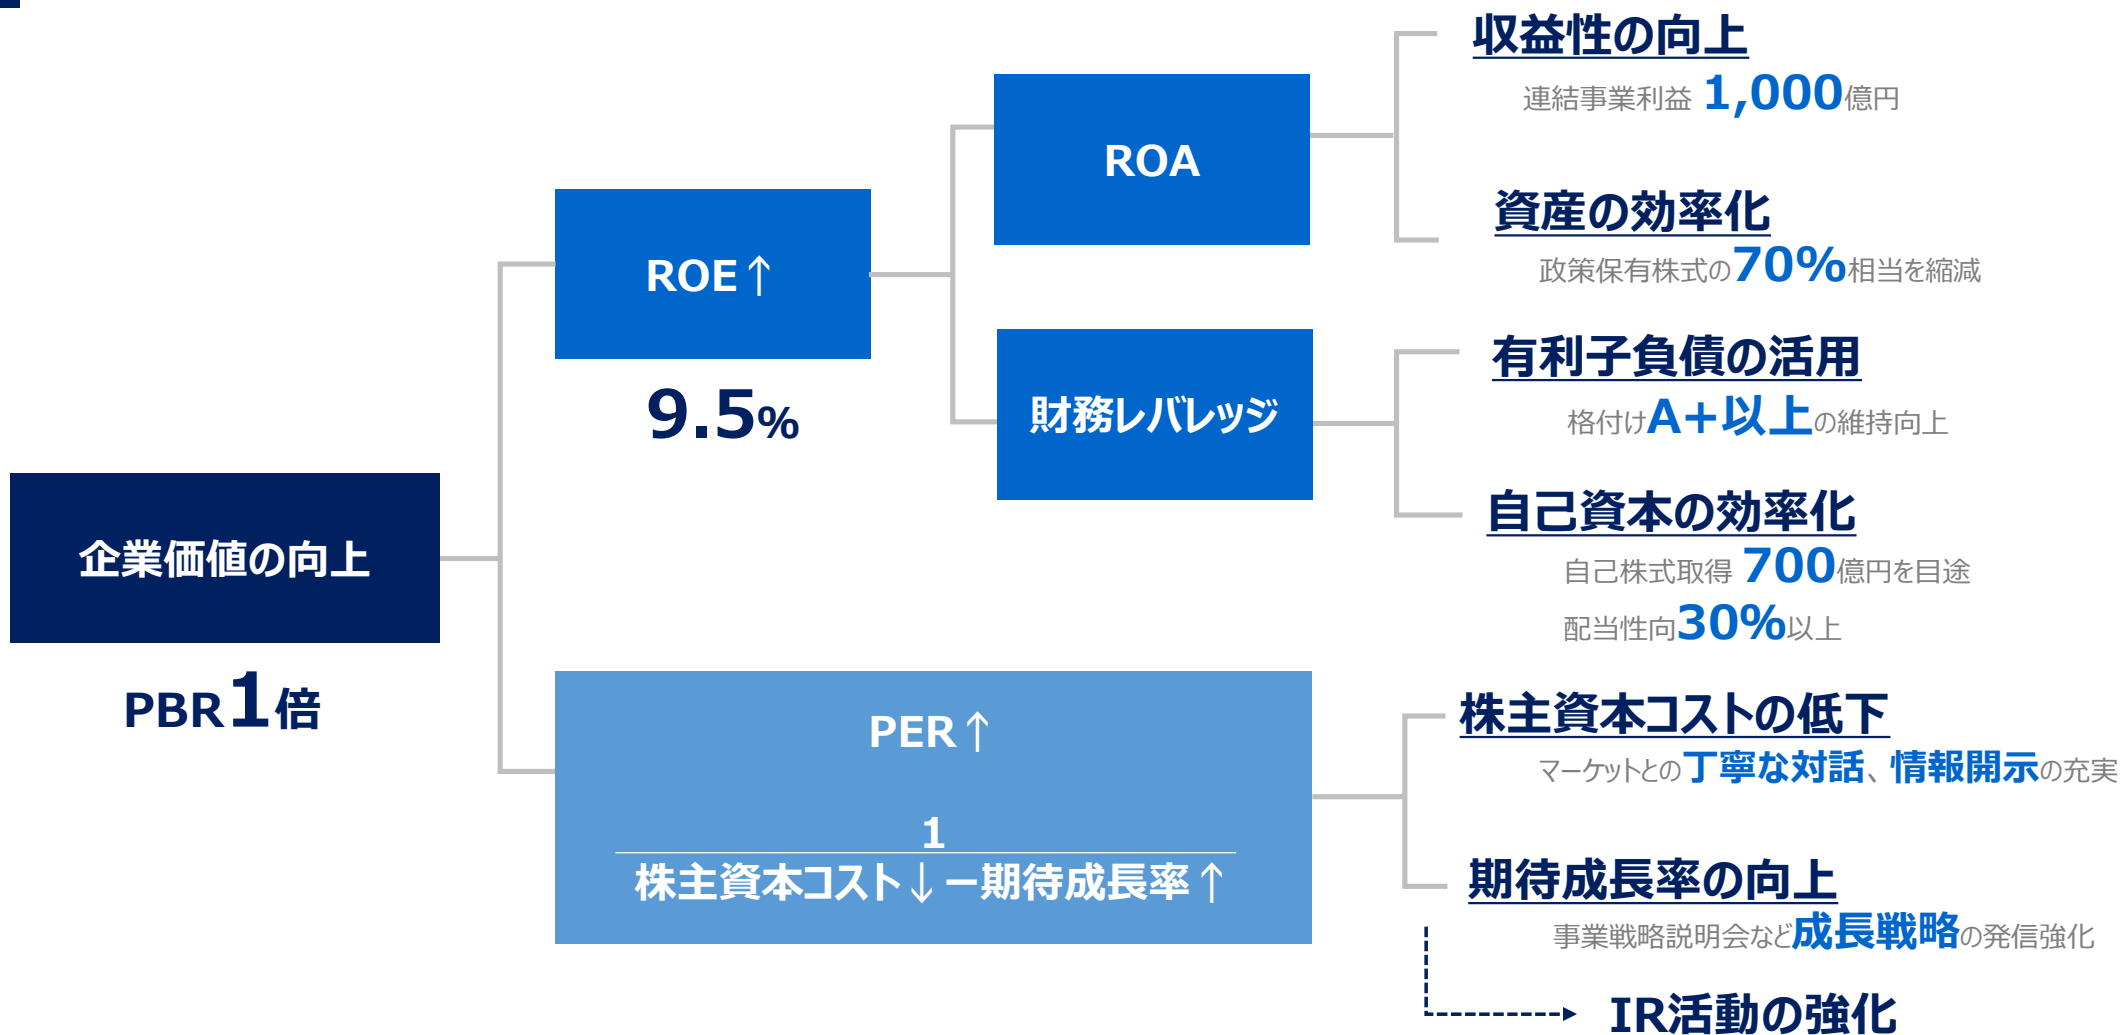 企業価値の向上
PBR1倍
ROE↑
9.5%
ROA
財務レバレッジ
PER↑
1
株主資本コスト↓ー期待成長率↑
収益性の向上
連結事業利益 1,000億円
資産の効率化
政策保有株式の70%相当を縮減
有利子負債の活用
格付けA+以上の維持向上
自己資本の効率化
自己株式取得 700億円を目途
配当性向30%以上
株主資本コストの低下
マーケットとの丁寧な対話、情報開示の充実
期待成長率の向上
事業戦略説明会など成長戦略の発信強化
IR活動の強化